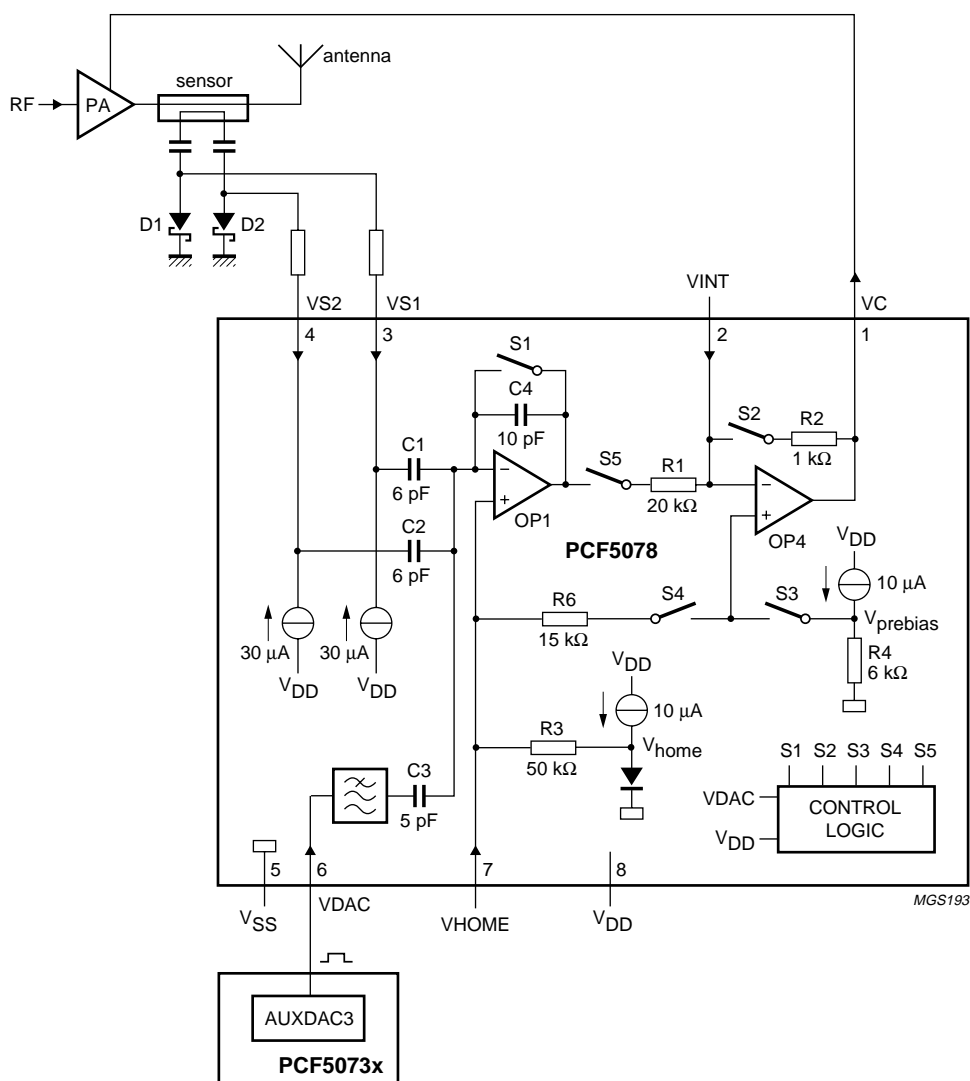 antenna
sensor
RF
PA
D1
D2
VS2
VS1
VINT
VC
4
3
2
1
S1
C4
10 pF
S2
R2
1 kΩ
C1
6 pF
S5
R1
20 kΩ
OP1
OP4
C2
6 pF
PCF5078
VDD
10 μA
R6
15 kΩ
S4
S3
Vprebias
30 μA
30 μA
VDD
VDD
R4
6 kΩ
VDD
10 μA
R3
50 kΩ
Vhome
S1 S2 S3 S4 S5
C3
5 pF
VDAC
VDD
CONTROL
LOGIC
5
6
7
8
VSS
VDAC
VHOME
VDD
MGS193
AUXDAC3
PCF5073x